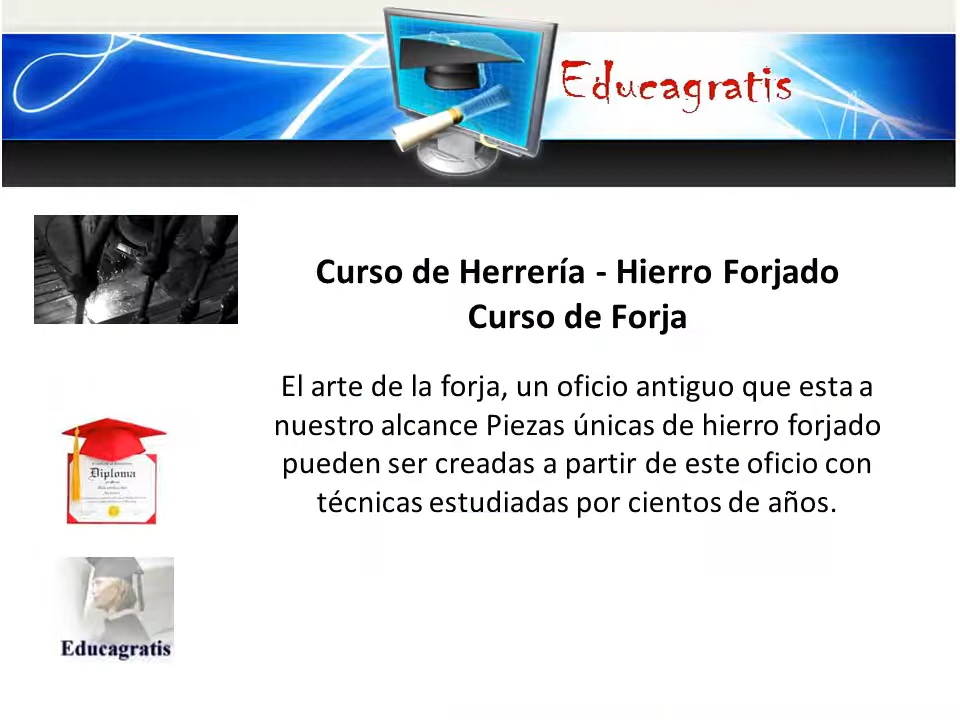 Educagratis
Curso de Herrería - Hierro Forjado
Curso de Forja
El arte de la forja, un oficio antiguo que esta a
nuestro alcance Piezas únicas de hierro forjado
pueden ser creadas a partir de este oficio con
técnicas estudiadas por cientos de años.
Diploma
Educagratis